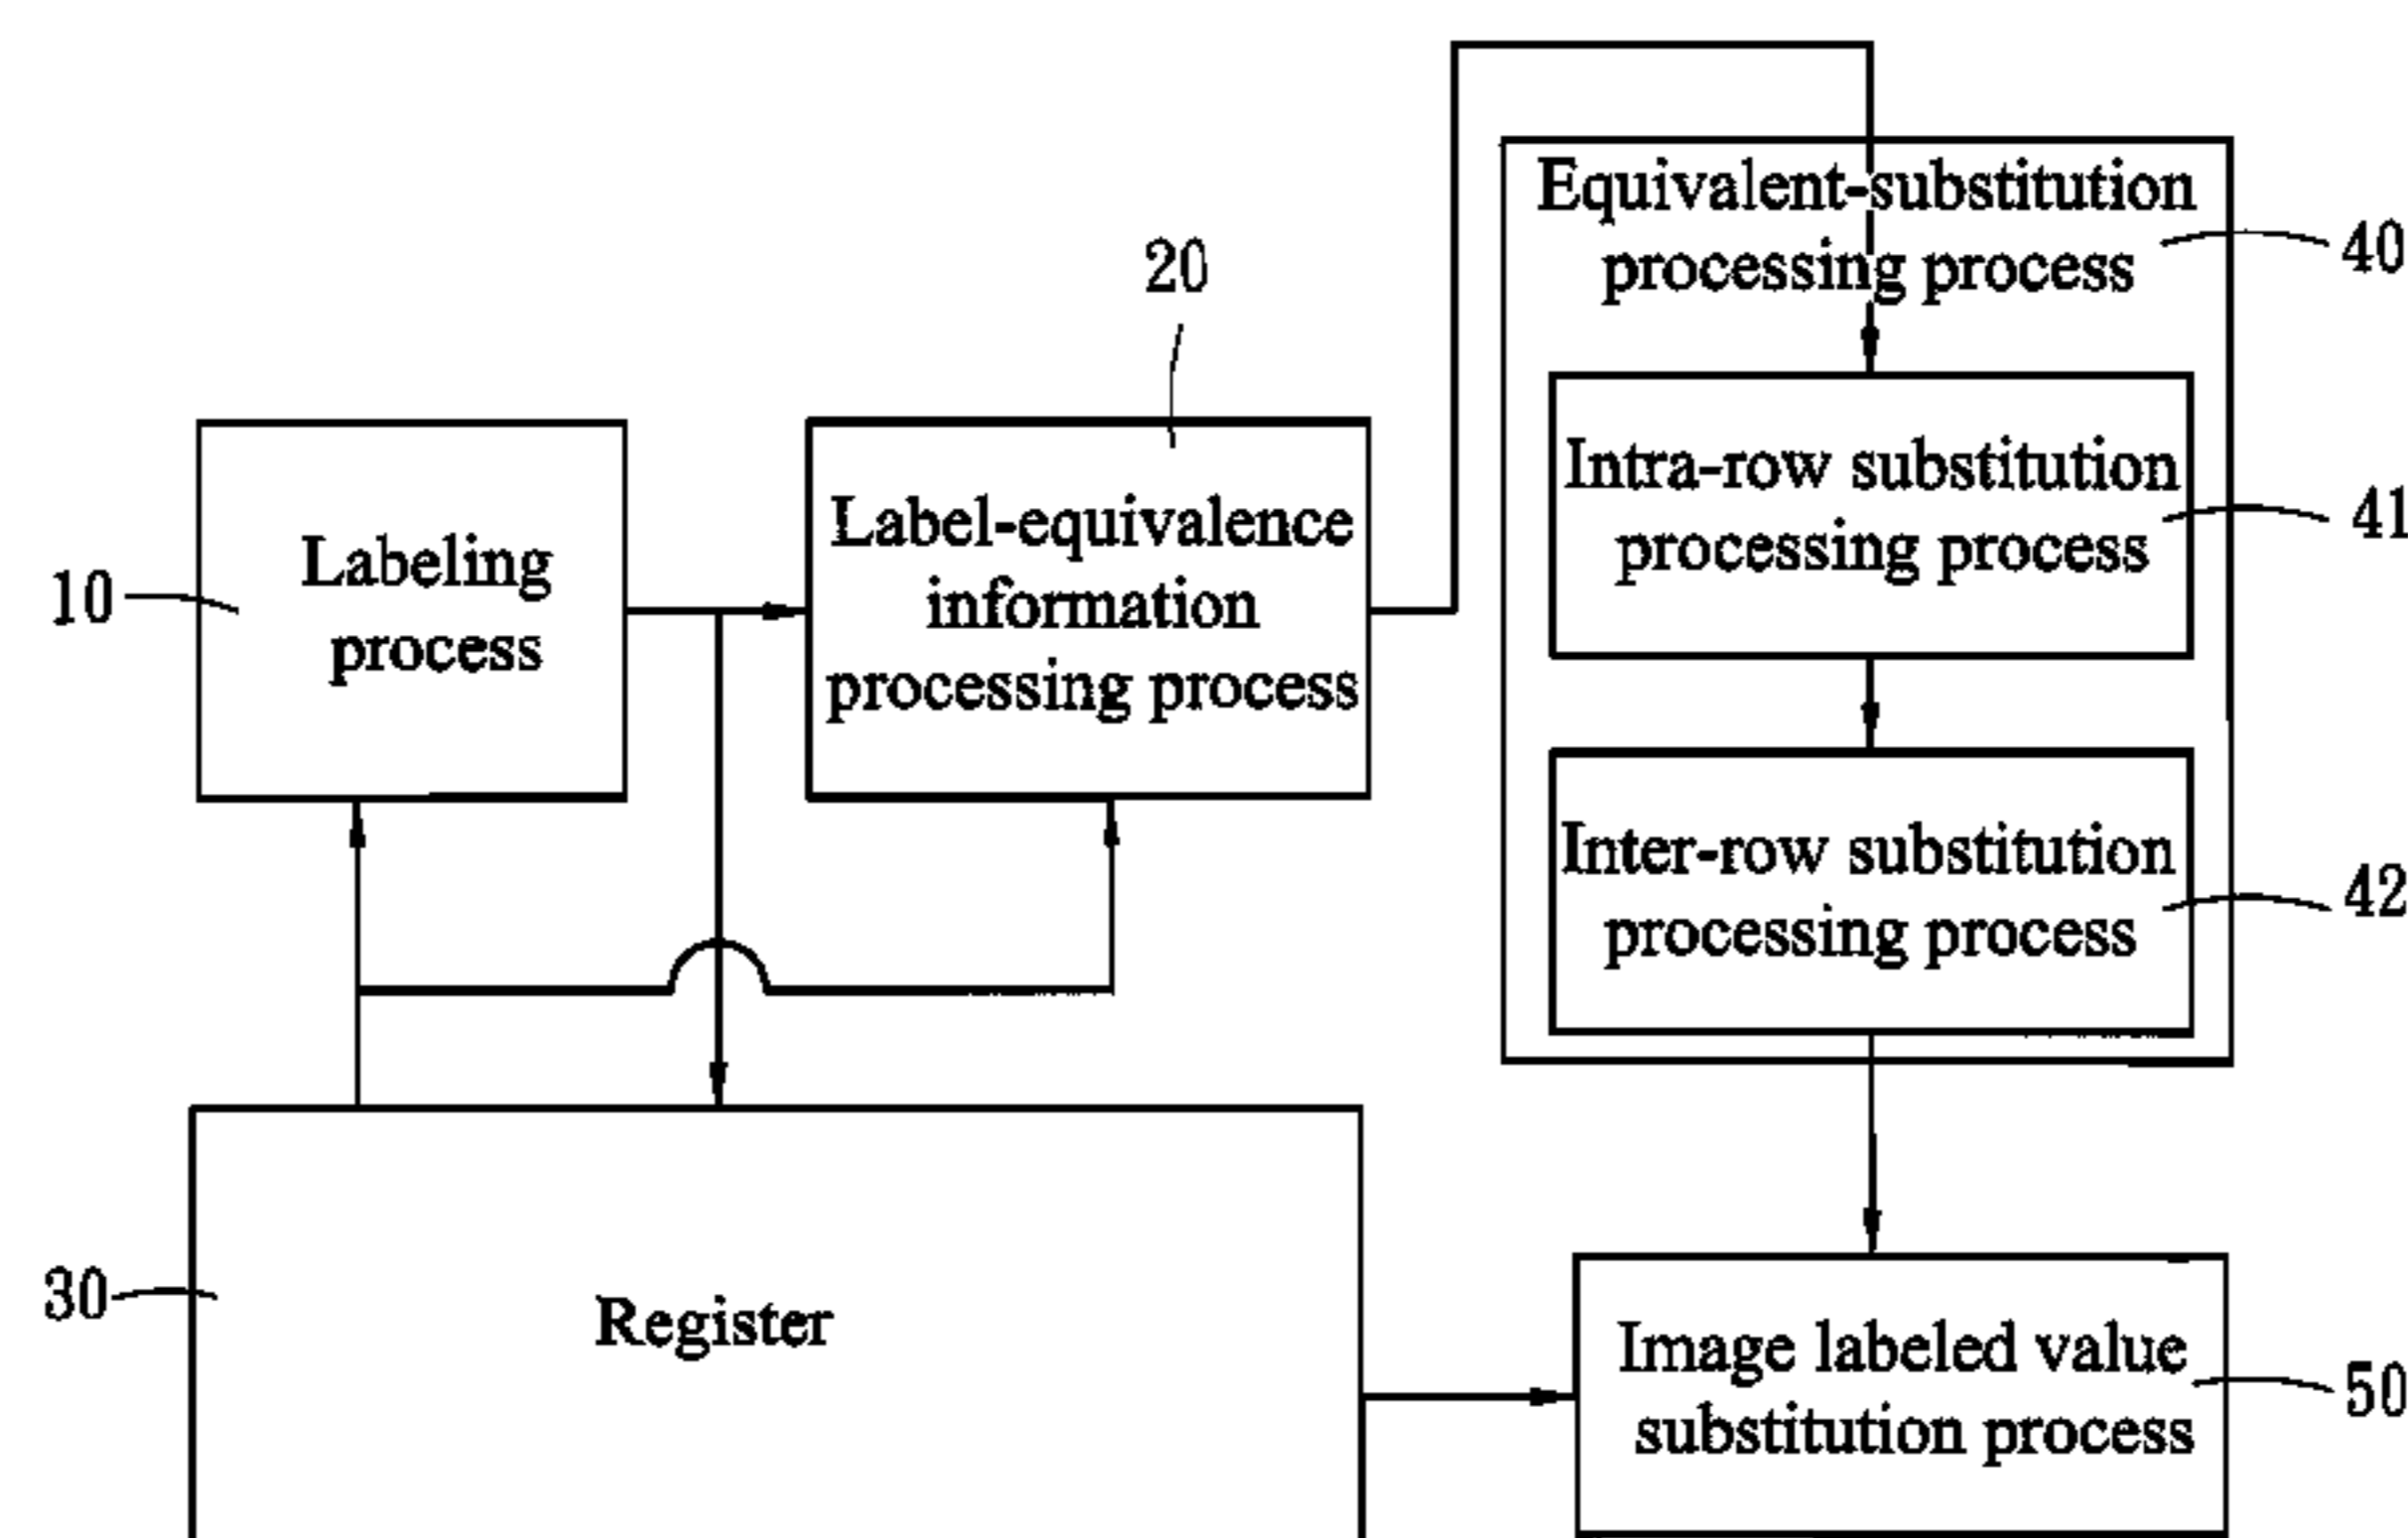 20
Equivalent-substitution
processing process
40
10
Labeling
process
Label-equivalence
information
processing process
Intra-row substitution
processing process
41
Inter-row substitution
processing process
42
30
Register
Image labeled value
substitution process
50